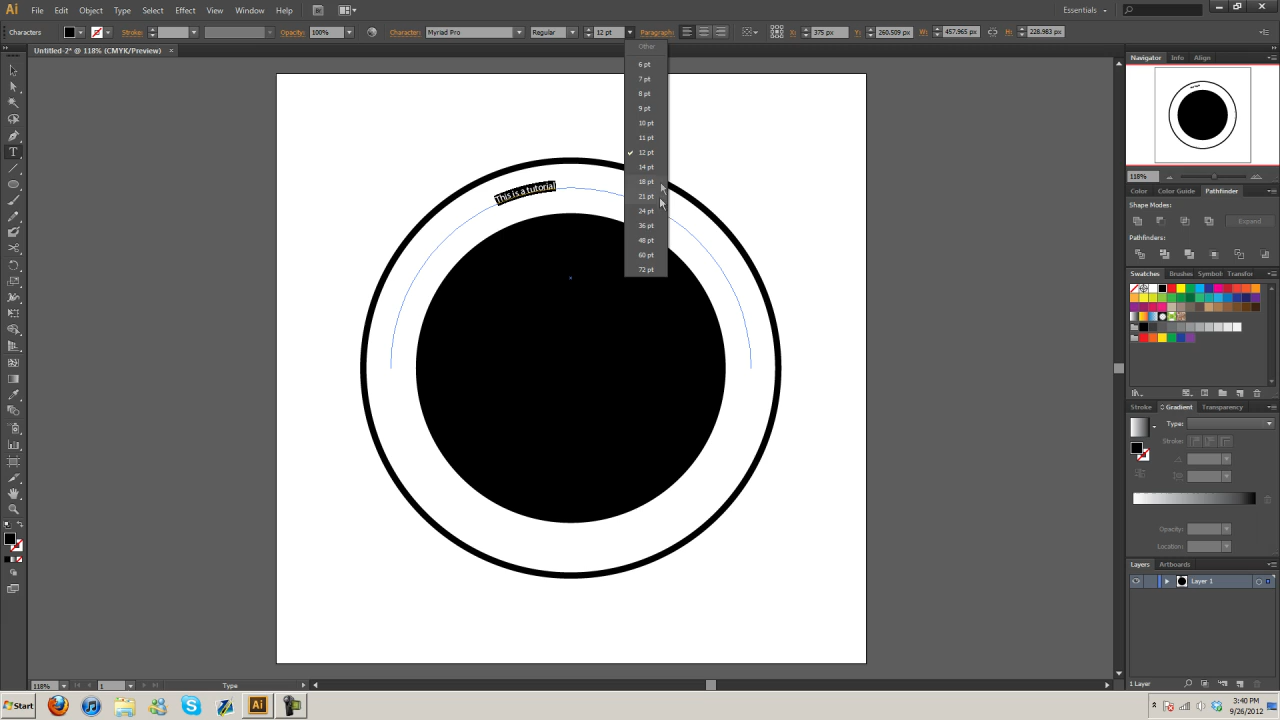 Ai File Edit Object Type Select Effect View Window Help Br Essentials
Characters Stroke: Opacity: 100% Character: Myriad Pro Regular 12 pt Paragraph: X: 375 px Y: 260.509 px W: 457.965 px H: 228.983 px
Untitled-2* @ 118% (CMYK/Preview) ×
Other
6 pt
7 pt
8 pt
9 pt
10 pt
11 pt
12 pt
14 pt
18 pt
21 pt
24 pt
36 pt
48 pt
60 pt
72 pt
This is a tutorial
Navigator Info Align
118%
Color Color Guide Pathfinder
Shape Modes:
Expand
Pathfinders:
Swatches Brushes Symbol: Transfor
Stroke Gradient Transparency
Type:
Stroke:
Opacity:
Location:
Layers Artboards
Layer 1
1 Layer
118% 1 Type
Start Ai 3:40 PM
9/26/2012